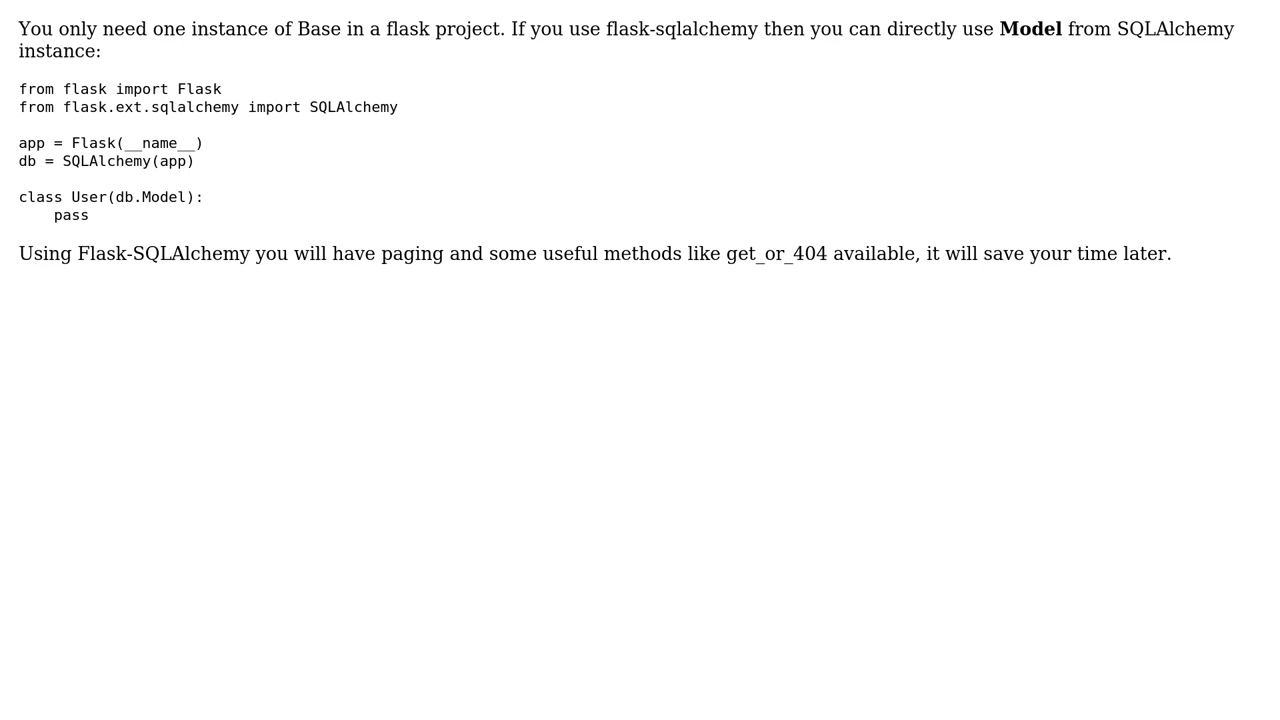 You only need one instance of Base in a flask project. If you use flask-sqlalchemy then you can directly use Model from SQLAlchemy
instance:
from flask import Flask
from flask.ext.sqlalchemy import SQLAlchemy
app = Flask(__name__)
db = SQLAlchemy(app)
class User(db.Model):
    pass
Using Flask-SQLAlchemy you will have paging and some useful methods like get_or_404 available, it will save your time later.